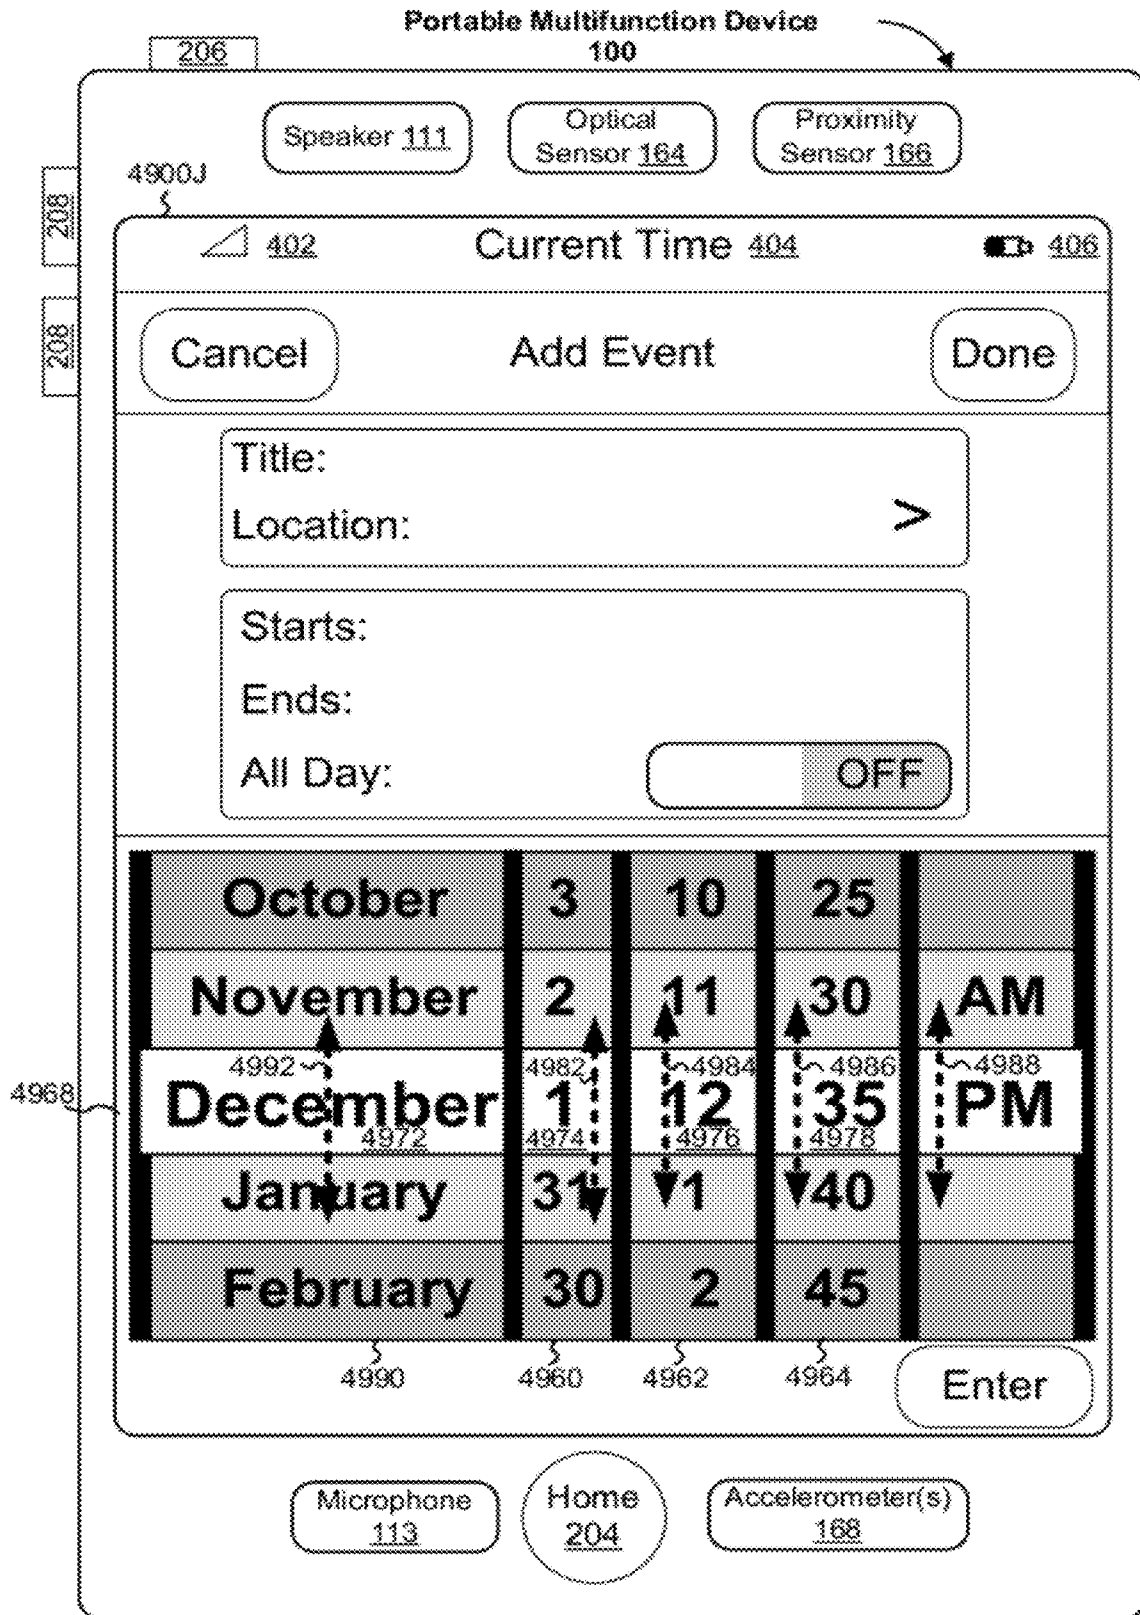 Portable Multifunction Device
100
206
Speaker 111
Optical
Sensor 164
Proximity
Sensor 166
4900J
208
208
402 Current Time 404 406
Cancel Add Event Done
Title:
Location: >
Starts:
Ends:
All Day: OFF
October 3 10 25
November 2 11 30 AM
4992 4982 4984 4986 4988
4968
December 1 12 35 PM
4972 4974 4976 4978
January 31 1 40
February 30 2 45
4990 4960 4962 4964
Enter
Microphone
113
Home
204
Accelerometer(s)
168